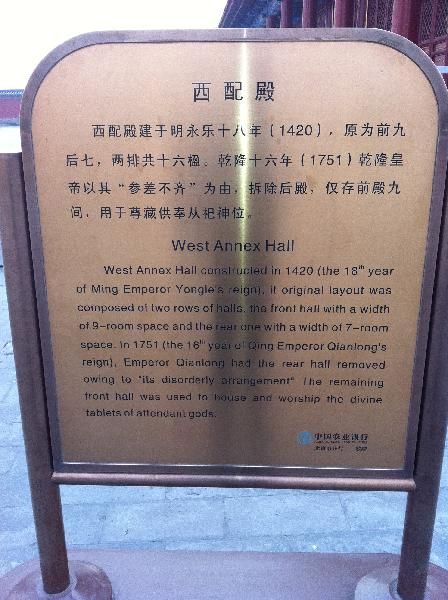 西配殿
西配殿建于明永乐十八年（1420），原为前九
后七，两排共十六楹。乾隆十六年（1751）乾隆皇
帝以其“参差不齐”为由，拆除后殿，仅存前殿九
间，用于尊藏供奉从祀神位。
West Annex Hall
West Annex Hall constructed in 1420 (the 18th year
of Ming Emperor Yongle's reign), it original layout was
composed of two rows of halls, the front hall with a width
of 9-room space and the rear one with a width of 7-room
space. In 1751 (the 16th year of Qing Emperor Qianlong's
reign), Emperor Qianlong had the rear hall removed
owing to "its disorderly arrangement" The remaining
front hall was used to house and worship the divine
tablets of attendant gods.
中国农业银行